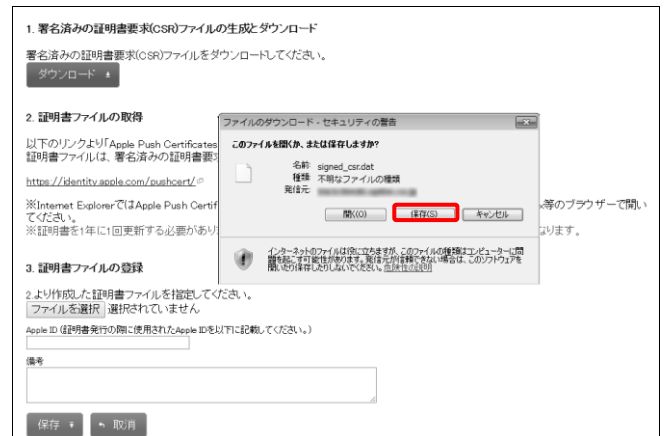 1. 署名済みの証明書要求(CSR)ファイルの生成とダウンロード
署名済みの証明書要求(CSR)ファイルをダウンロードしてください。
ダウンロード
2. 証明書ファイルの取得
以下のリンクより「Apple Push Certificates
証明書ファイルは、署名済みの証明書要
https://identity.apple.com/pushcert/
※Internet ExplorerではApple Push Certif
x等のブラウザーで開い
てください。
※証明書を1年に1回更新する必要があり
なります。
ファイルのダウンロード - セキュリティの警告
このファイルを開くか、または保存しますか?
名前: signed_csr.dat
種類: 不明なファイルの種類
発信元:
開く(O)
保存(S)
キャンセル
インターネットのファイルは役に立ちますが、このファイルの種類はコンピューターに問
題を起こす可能性があります。発信元が信頼できない場合は、このソフトウェアを
開いたり保存したりしないでください。危険性の説明
3. 証明書ファイルの登録
2.より作成した証明書ファイルを指定してください。
ファイルを選択 選択されていません
Apple ID (証明書発行の際に使用されたApple IDを以下に記載してください。)
備考
保存
取消